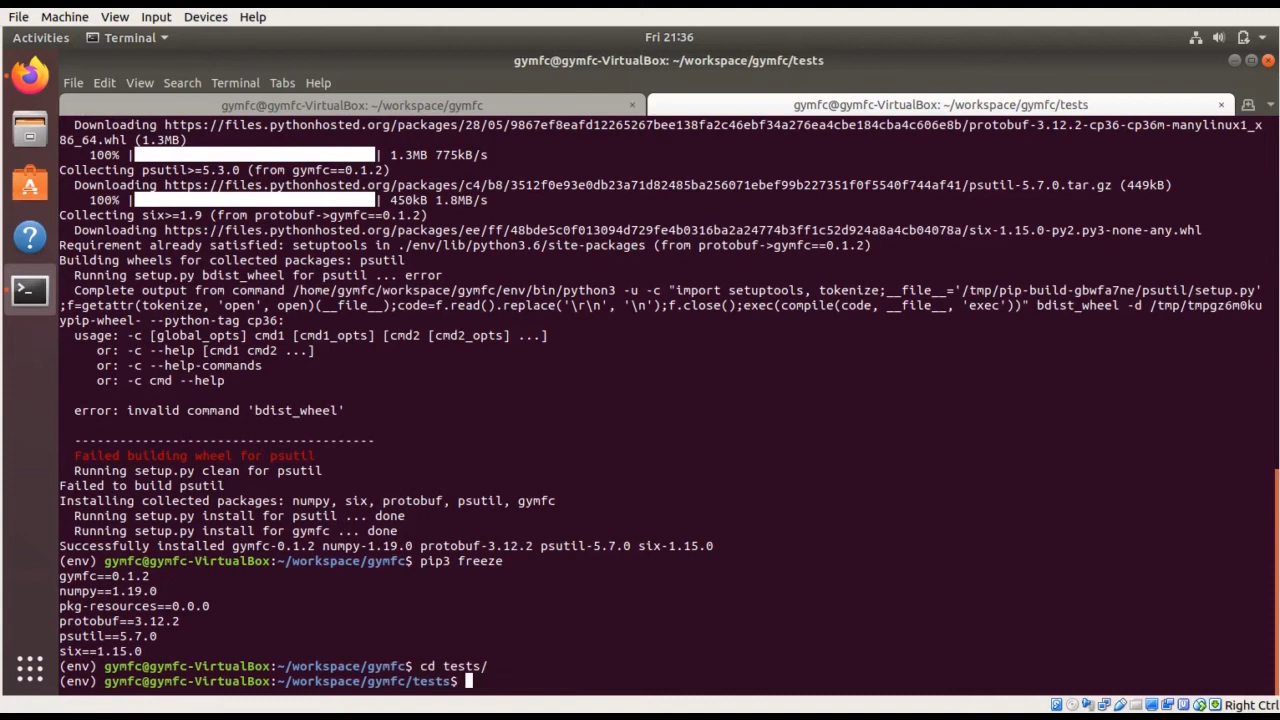 File Machine View Input Devices Help
Activities Terminal Fri 21:36
gymfc@gymfc-VirtualBox: ~/workspace/gymfc/tests
File Edit View Search Terminal Tabs Help
gymfc@gymfc-VirtualBox: ~/workspace/gymfc × gymfc@gymfc-VirtualBox: ~/workspace/gymfc/tests ×
Downloading https://files.pythonhosted.org/packages/28/05/9867ef8eafd12265267bee138fa2c46ebf34a276ea4cbe184cba4c606e8b/protobuf-3.12.2-cp36-cp36m-manylinux1_x
86_64.whl (1.3MB)
100% | | 1.3MB 775kB/s
Collecting psutil>=5.3.0 (from gymfc==0.1.2)
Downloading https://files.pythonhosted.org/packages/c4/b8/3512f0e93e0db23a71d82485ba256071ebef99b227351f0f5540f744af41/psutil-5.7.0.tar.gz (449kB)
100% | | 450kB 1.8MB/s
Collecting six>=1.9 (from protobuf->gymfc==0.1.2)
Downloading https://files.pythonhosted.org/packages/ee/ff/48bde5c0f013094d729fe4b0316ba2a24774b3ff1c52d924a8a4cb04078a/six-1.15.0-py2.py3-none-any.whl
Requirement already satisfied: setuptools in ./env/lib/python3.6/site-packages (from protobuf->gymfc==0.1.2)
Building wheels for collected packages: psutil
Running setup.py bdist_wheel for psutil ... error
Complete output from command /home/gymfc/workspace/gymfc/env/bin/python3 -u -c "import setuptools, tokenize;__file__='/tmp/pip-build-gbwfa7ne/psutil/setup.py'
;f=getattr(tokenize, 'open', open)(__file__);code=f.read().replace('\r\n', '\n');f.close();exec(compile(code, __file__, 'exec'))" bdist_wheel -d /tmp/tmpgz6m0ku
ypip-wheel- --python-tag cp36:
usage: -c [global_opts] cmd1 [cmd1_opts] [cmd2 [cmd2_opts] ...]
or: -c --help [cmd1 cmd2 ...]
or: -c --help-commands
or: -c cmd --help
error: invalid command 'bdist_wheel'
----------------------------------------
Failed building wheel for psutil
Running setup.py clean for psutil
Failed to build psutil
Installing collected packages: numpy, six, protobuf, psutil, gymfc
Running setup.py install for psutil ... done
Running setup.py install for gymfc ... done
Successfully installed gymfc-0.1.2 numpy-1.19.0 protobuf-3.12.2 psutil-5.7.0 six-1.15.0
(env) gymfc@gymfc-VirtualBox:~/workspace/gymfc$ pip3 freeze
gymfc==0.1.2
numpy==1.19.0
pkg-resources==0.0.0
protobuf==3.12.2
psutil==5.7.0
six==1.15.0
(env) gymfc@gymfc-VirtualBox:~/workspace/gymfc$ cd tests/
(env) gymfc@gymfc-VirtualBox:~/workspace/gymfc/tests$
Right Ctrl